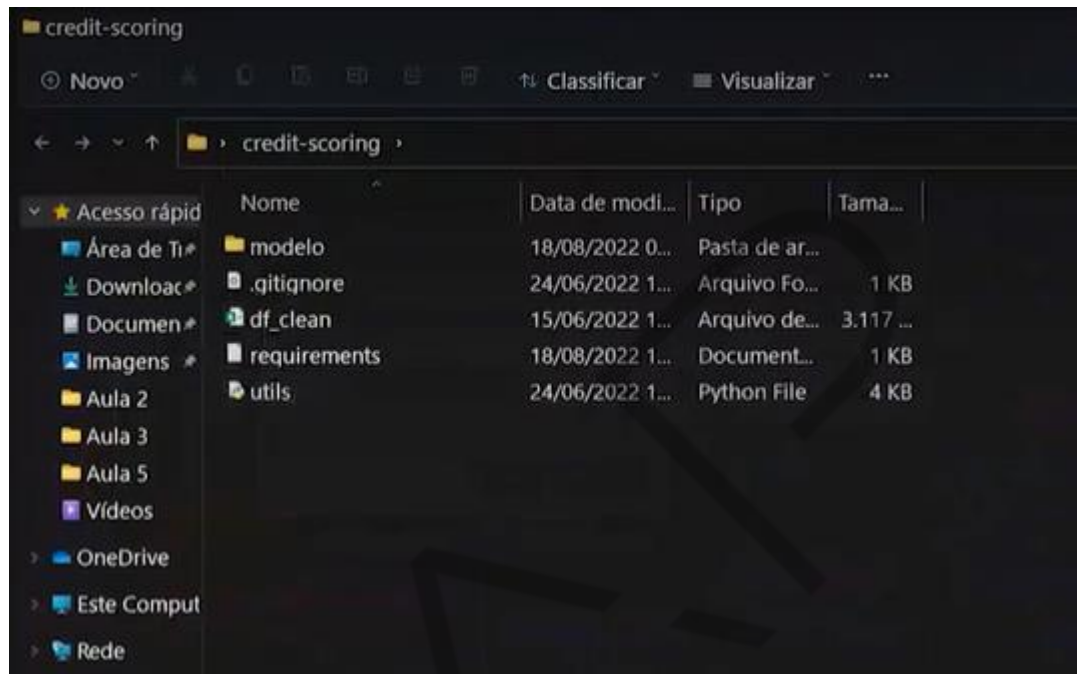 credit-scoring
Novo Classificar Visualizar ...
credit-scoring
Nome Data de modi... Tipo Tama...
Acesso rápid
Área de Tr
Downloac
Documen
Imagens
Aula 2
Aula 3
Aula 5
Vídeos
OneDrive
Este Comput
Rede
modelo 18/08/2022 0... Pasta de ar...
.gitignore 24/06/2022 1... Arquivo Fo... 1 KB
df_clean 15/06/2022 1... Arquivo de... 3.117 ...
requirements 18/08/2022 1... Document... 1 KB
utils 24/06/2022 1... Python File 4 KB